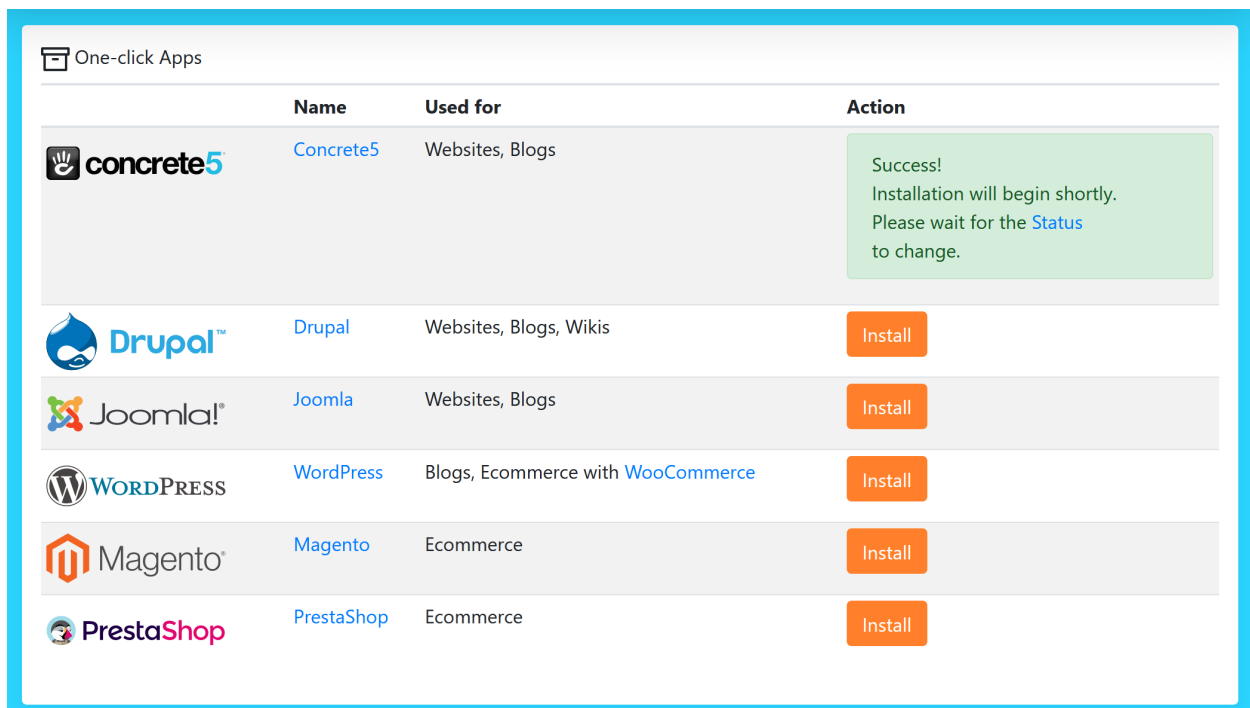 One-click Apps
Name Used for Action
concrete5 Concrete5 Websites, Blogs
Success!
Installation will begin shortly.
Please wait for the Status
to change.
Drupal™ Drupal Websites, Blogs, Wikis Install
Joomla!® Joomla Websites, Blogs Install
WORDPRESS WordPress Blogs, Ecommerce with WooCommerce Install
Magento® Magento Ecommerce Install
PrestaShop PrestaShop Ecommerce Install